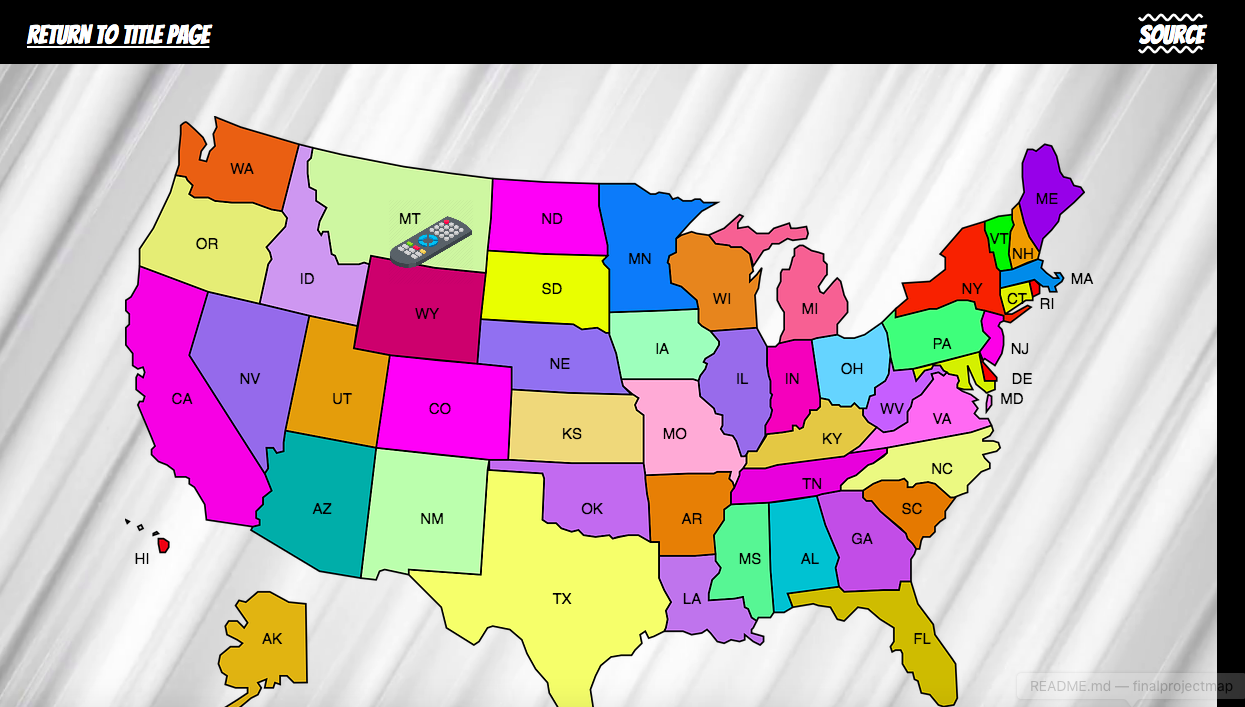 RETURN TO TITLE PAGE
SOURCE
WA
MT
ND
ME
OR
ID
MN
VT
NH
SD
WI
NY
MA
WY
CT
RI
MI
NE
IA
PA
NJ
NV
UT
CO
IL
IN
OH
DE
CA
WV
MD
VA
KS
MO
KY
NC
TN
AZ
NM
OK
AR
SC
GA
HI
MS
AL
TX
LA
AK
FL
README.md — finalprojectmap